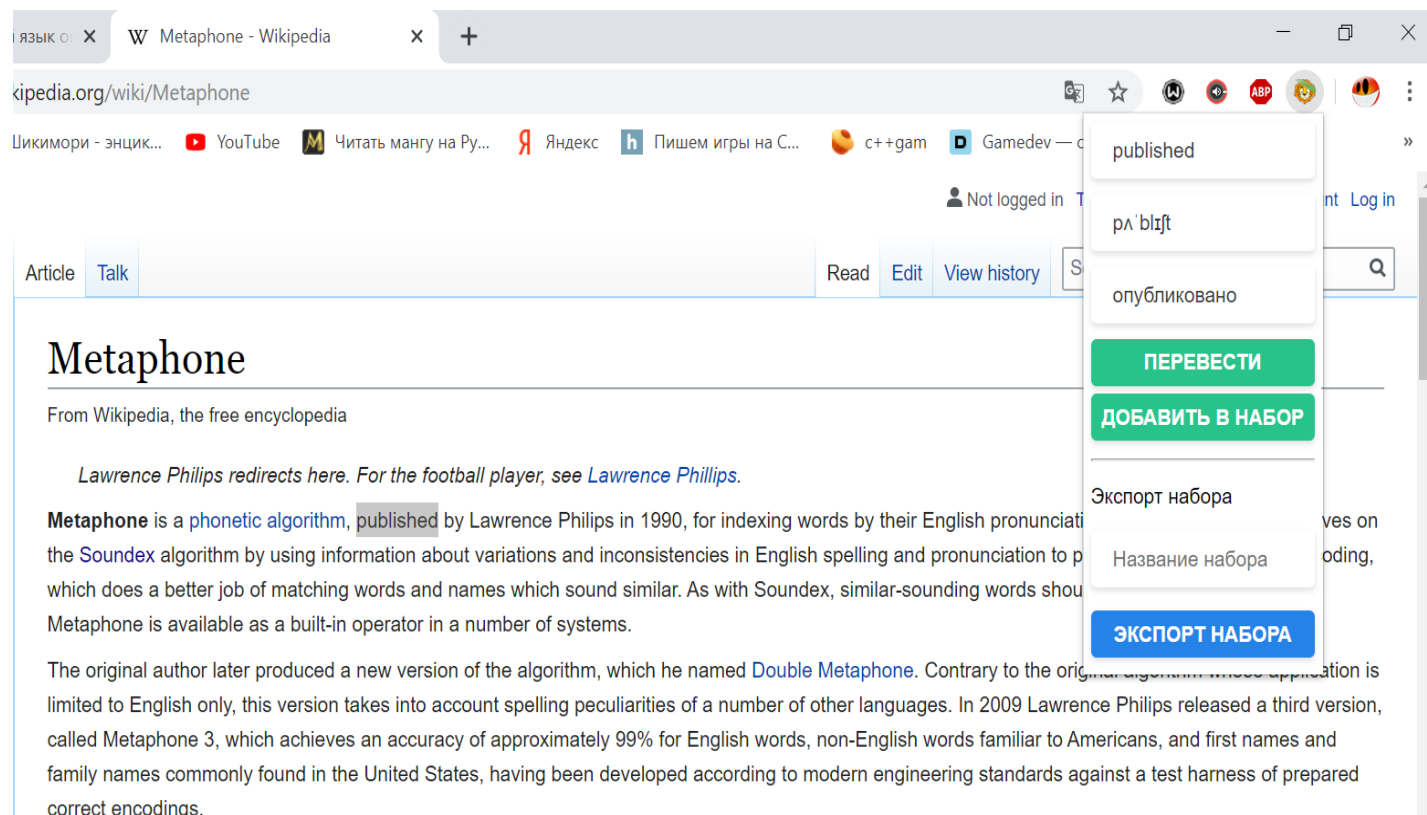 й язык о
W Metaphone - Wikipedia
kipedia.org/wiki/Metaphone
ABP
Шикимори - энцик... YouTube Читать мангу на Ру... Яндекс h Пишем игры на С... c++gam D Gamedev — с
Not logged in T nt Log in
Article Talk Read Edit View history S
published
pʌˈblɪʃt
опубликовано
ПЕРЕВЕСТИ
ДОБАВИТЬ В НАБОР
Экспорт набора
Название набора
ЭКСПОРТ НАБОРА
Metaphone
From Wikipedia, the free encyclopedia
Lawrence Philips redirects here. For the football player, see Lawrence Phillips.
Metaphone is a phonetic algorithm, published by Lawrence Philips in 1990, for indexing words by their English pronunciati ves on
the Soundex algorithm by using information about variations and inconsistencies in English spelling and pronunciation to p oding,
which does a better job of matching words and names which sound similar. As with Soundex, similar-sounding words shou
Metaphone is available as a built-in operator in a number of systems.
The original author later produced a new version of the algorithm, which he named Double Metaphone. Contrary to the original algorithm whose application is
limited to English only, this version takes into account spelling peculiarities of a number of other languages. In 2009 Lawrence Philips released a third version,
called Metaphone 3, which achieves an accuracy of approximately 99% for English words, non-English words familiar to Americans, and first names and
family names commonly found in the United States, having been developed according to modern engineering standards against a test harness of prepared
correct encodings.